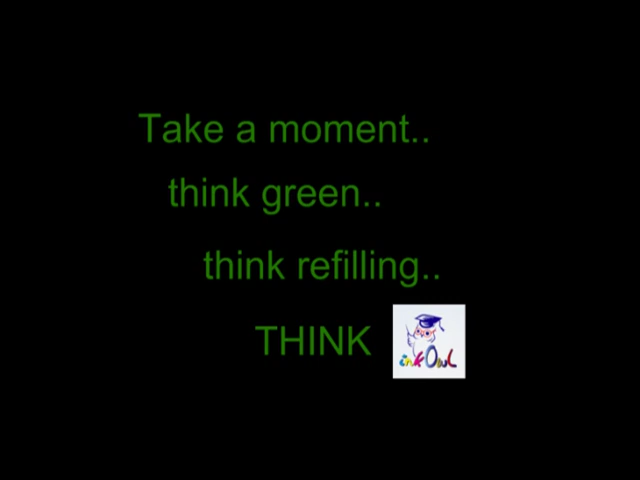 Take a moment..
think green..
think refilling..
THINK inkOwl